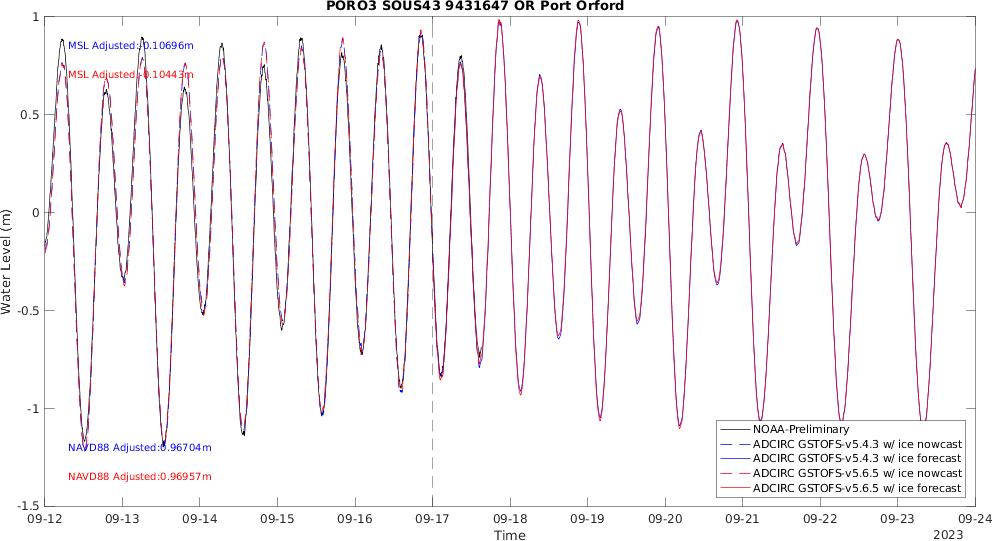 PORO3 SOUS43 9431647 OR Port Orford
1
0.5
0
-0.5
-1
-1.5
Water Level (m)
MSL Adjusted:-0.10696m
MSL Adjusted:-0.10443m
NAVD88 Adjusted:0.96704m
NAVD88 Adjusted:0.96957m
NOAA-Preliminary
ADCIRC GSTOFS-v5.4.3 w/ ice nowcast
ADCIRC GSTOFS-v5.4.3 w/ ice forecast
ADCIRC GSTOFS-v5.6.5 w/ ice nowcast
ADCIRC GSTOFS-v5.6.5 w/ ice forecast
09-12 09-13 09-14 09-15 09-16 09-17 09-18 09-19 09-20 09-21 09-22 09-23 09-24
Time
2023